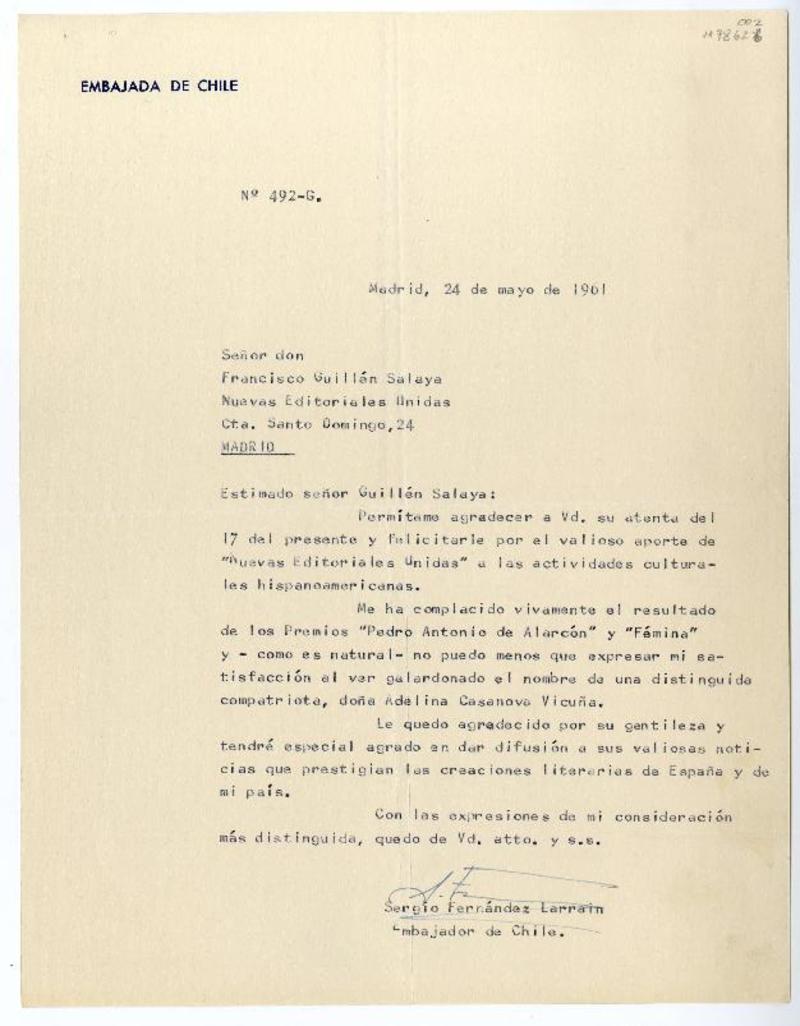 002
EMBAJADA DE CHILE
Nº 492-G.
Madrid, 24 de mayo de 1961
Señor don
Francisco Guillén Salaya
Nuevas Editoriales Unidas
Cta. Santo Domingo,24
MADRID
Estimado señor Guillén Salaya:
Permítame agradecer a Vd. su atenta del
17 del presente y felicitarle por el valioso aporte de
"Nuevas Editoriales Unidas" a las actividades cultura-
les hispanoamericanas.
Me ha complacido vivamente el resultado
de los Premios "Pedro Antonio de Alarcón" y "Fémina"
y - como es natural- no puedo menos que expresar mi sa-
tisfacción al ver galardonado el nombre de una distinguida
compatriota, doña Adelina Casanova Vicuña.
Le quedo agradecido por su gentileza y
tendré especial agrado en dar difusión a sus valiosas noti-
cias que prestigian las creaciones literarias de España y de
mi país.
Con las expresiones de mi consideración
más distinguida, quedo de Vd. atto. y s.s.
Sergio Fernández Larraín
Embajador de Chile.